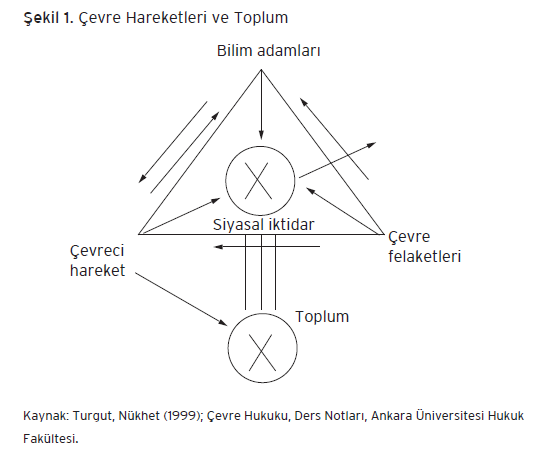 Şekil 1. Çevre Hareketleri ve Toplum
Bilim adamları
Siyasal iktidar
Çevreci
hareket
Çevre
felaketleri
Toplum
Kaynak: Turgut, Nükhet (1999); Çevre Hukuku, Ders Notları, Ankara Üniversitesi Hukuk
Fakültesi.